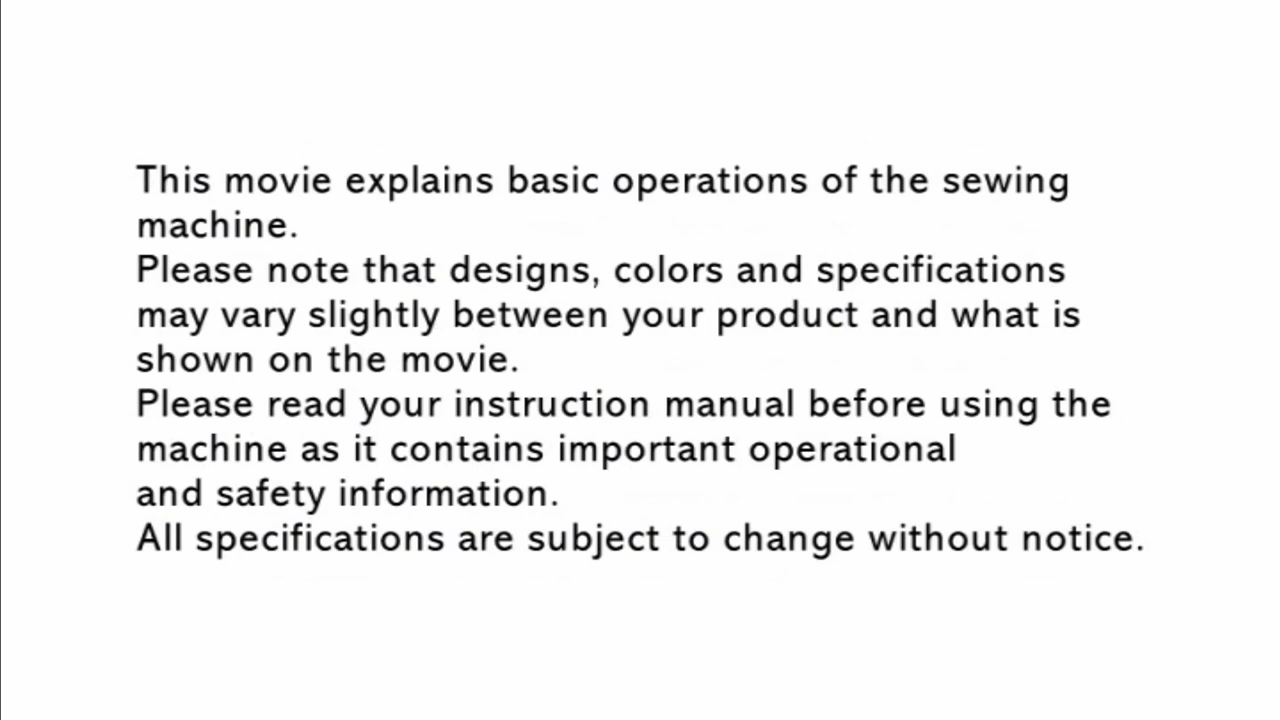 This movie explains basic operations of the sewing
machine.
Please note that designs, colors and specifications
may vary slightly between your product and what is
shown on the movie.
Please read your instruction manual before using the
machine as it contains important operational
and safety information.
All specifications are subject to change without notice.